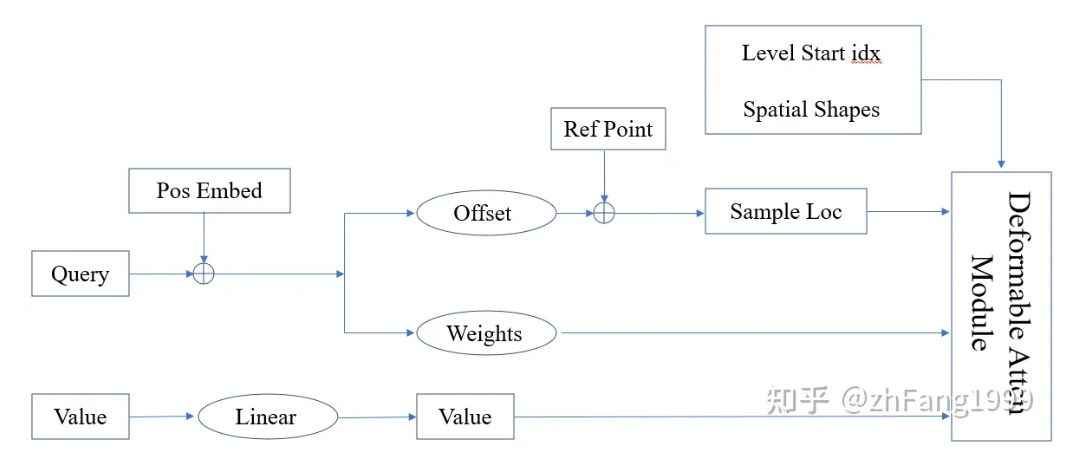 Level Start idx
Spatial Shapes
Ref Point
Pos Embed
Offset
Sample Loc
Query
Weights
Value
Linear
Value
Deformable Atten
Module
知乎 @zhFang1999